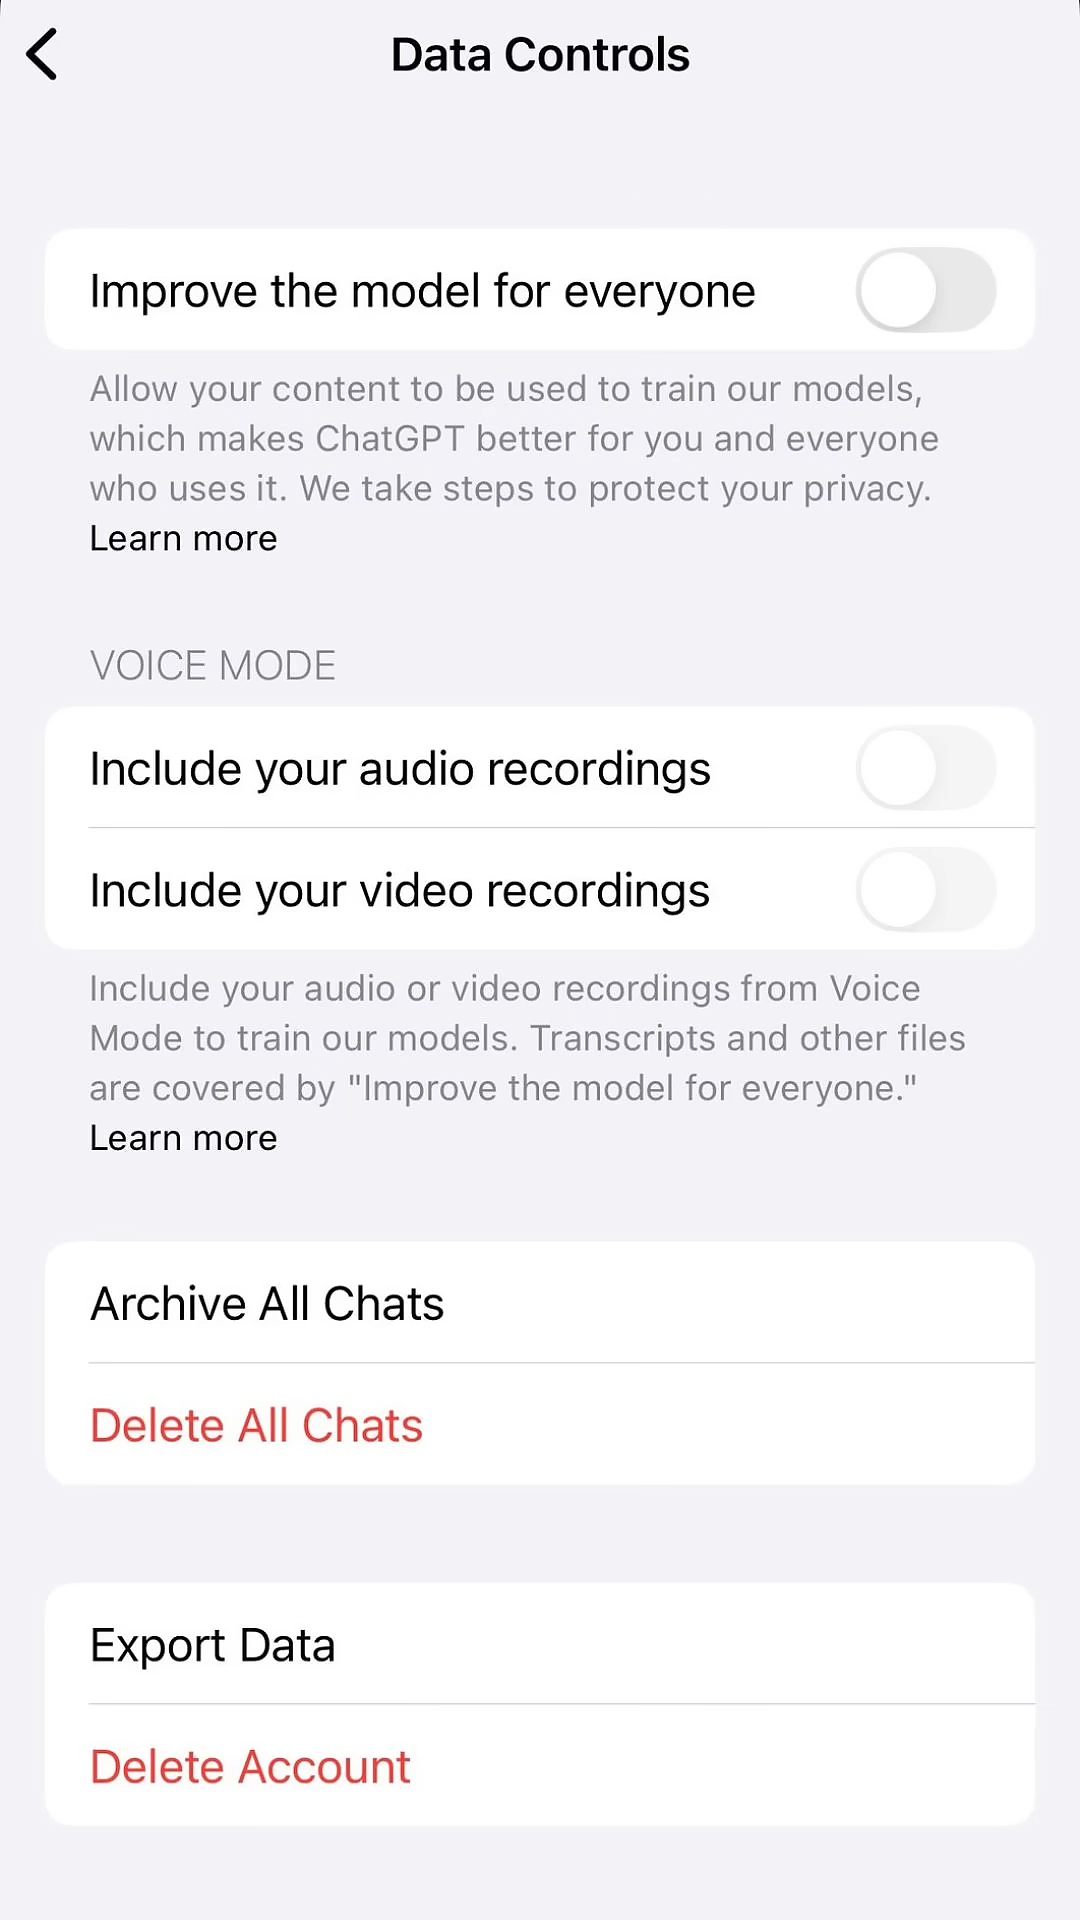 Data Controls
Improve the model for everyone
Allow your content to be used to train our models,
which makes ChatGPT better for you and everyone
who uses it. We take steps to protect your privacy.
Learn more
VOICE MODE
Include your audio recordings
Include your video recordings
Include your audio or video recordings from Voice
Mode to train our models. Transcripts and other files
are covered by "Improve the model for everyone."
Learn more
Archive All Chats
Delete All Chats
Export Data
Delete Account